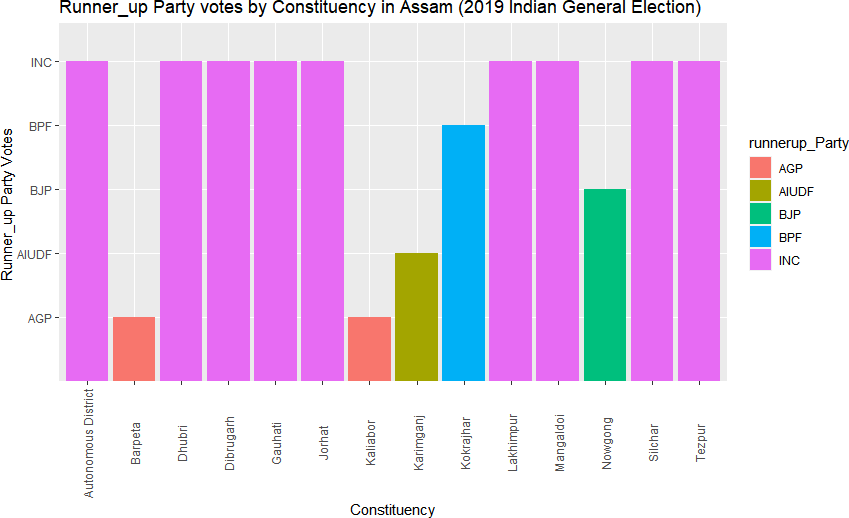 Runner_up Party votes by Constituency in Assam (2019 Indian General Election)
Runner_up Party Votes
INC
BPF
BJP
AIUDF
AGP
Autonomous District
Barpeta
Dhubri
Dibrugarh
Gauhati
Jorhat
Kaliabor
Karimganj
Kokrajhar
Lakhimpur
Mangaldoi
Nowgong
Silchar
Tezpur
Constituency
runnerup_Party
AGP
AIUDF
BJP
BPF
INC